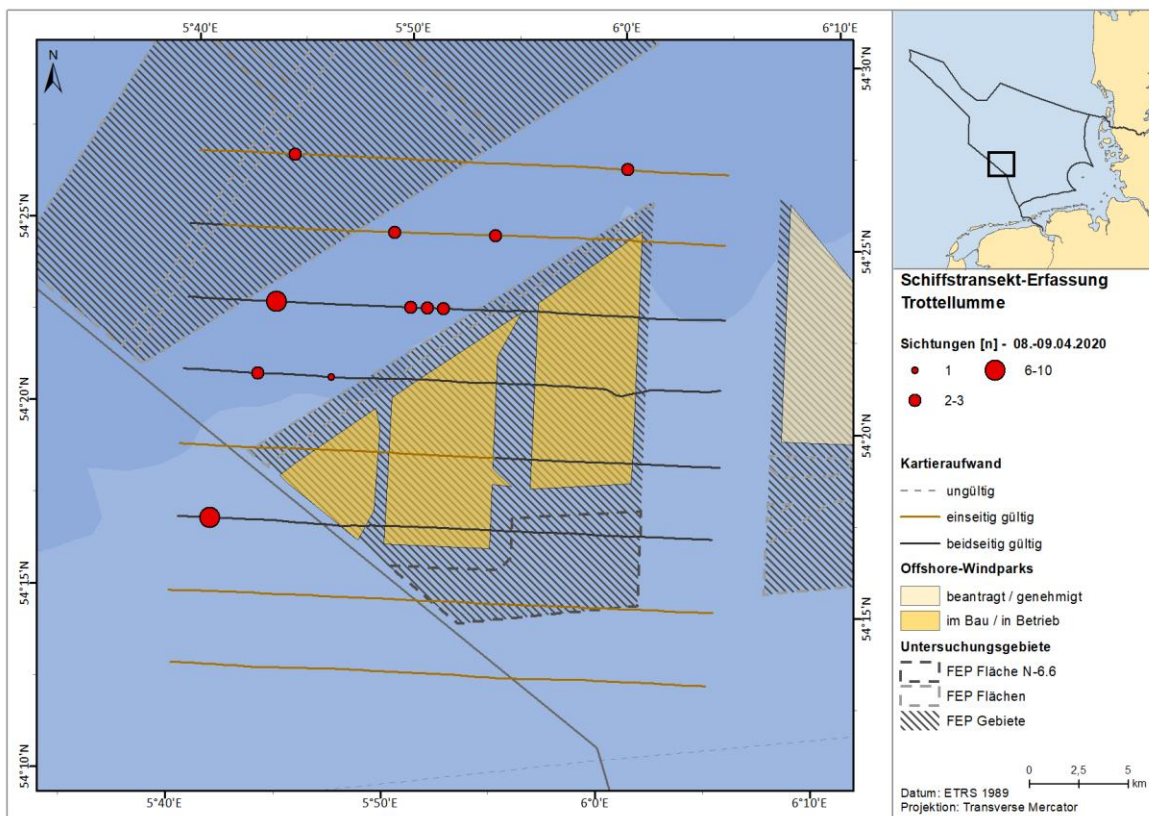 5°40'E
5°50'E
6°0'E
6°10'E
N
54°30'N
54°25'N
54°25'N
54°20'N
54°20'N
54°15'N
54°15'N
54°10'N
5°40'E
5°50'E
6°0'E
6°10'E
Schiffstransekt-Erfassung
Trottellumme
Sichtungen [n] - 08.-09.04.2020
1
6-10
2-3
Kartieraufwand
ungültig
einseitig gültig
beidseitig gültig
Offshore-Windparks
beantragt / genehmigt
im Bau / in Betrieb
Untersuchungsgebiete
FEP Fläche N-6.6
FEP Flächen
FEP Gebiete
0 2,5 5
km
Datum: ETRS 1989
Projektion: Transverse Mercator